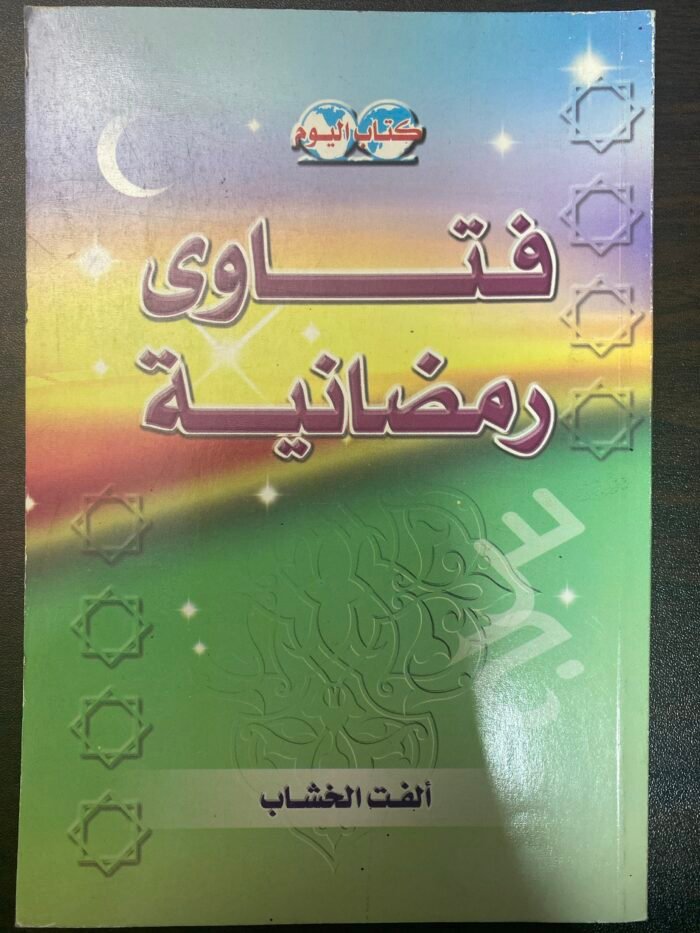 كتاب اليوم
فتاوى
رمضانية
ألفت الخشاب